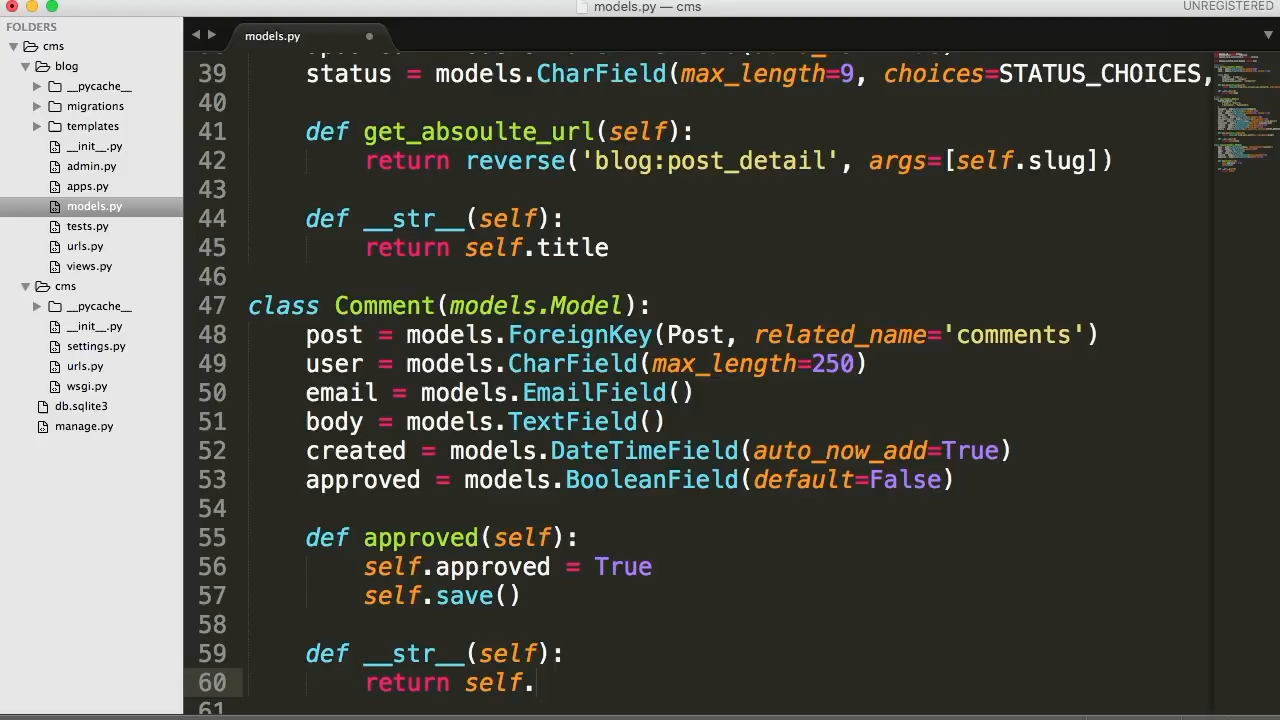 models.py — cms
UNREGISTERED
FOLDERS
cms
blog
__pycache__
migrations
templates
__init__.py
admin.py
apps.py
models.py
tests.py
urls.py
views.py
cms
__pycache__
__init__.py
settings.py
urls.py
wsgi.py
db.sqlite3
manage.py
models.py
39 status = models.CharField(max_length=9, choices=STATUS_CHOICES,
40
41 def get_absoulte_url(self):
42 return reverse('blog:post_detail', args=[self.slug])
43
44 def __str__(self):
45 return self.title
46
47 class Comment(models.Model):
48 post = models.ForeignKey(Post, related_name='comments')
49 user = models.CharField(max_length=250)
50 email = models.EmailField()
51 body = models.TextField()
52 created = models.DateTimeField(auto_now_add=True)
53 approved = models.BooleanField(default=False)
54
55 def approved(self):
56 self.approved = True
57 self.save()
58
59 def __str__(self):
60 return self.
61